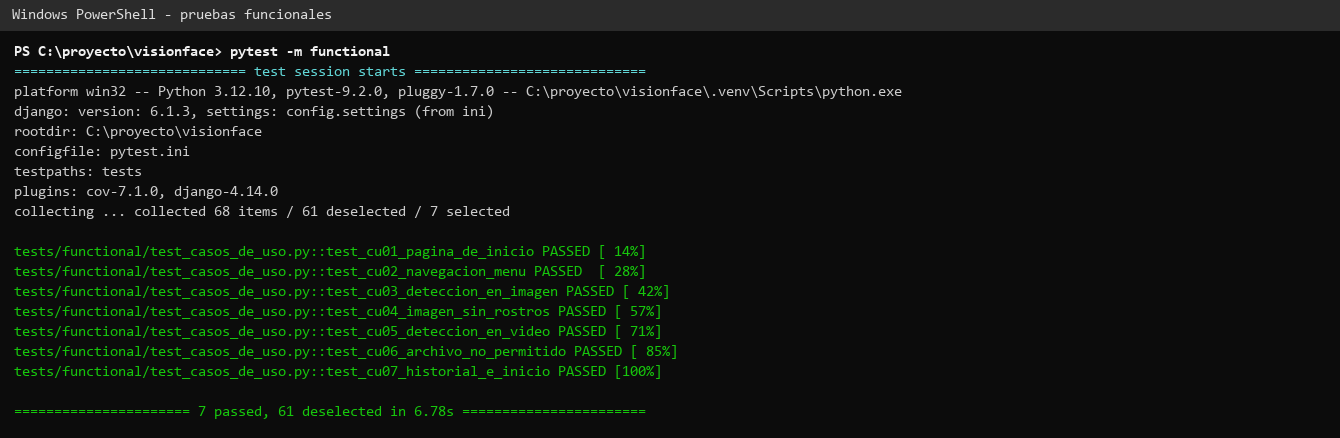 Windows PowerShell - pruebas funcionales
PS C:\proyecto\visionface> pytest -m functional
============================= test session starts =============================
platform win32 -- Python 3.12.10, pytest-9.2.0, pluggy-1.7.0 -- C:\proyecto\visionface\.venv\Scripts\python.exe
django: version: 6.1.3, settings: config.settings (from ini)
rootdir: C:\proyecto\visionface
configfile: pytest.ini
testpaths: tests
plugins: cov-7.1.0, django-4.14.0
collecting ... collected 68 items / 61 deselected / 7 selected
tests/functional/test_casos_de_uso.py::test_cu01_pagina_de_inicio PASSED [ 14%]
tests/functional/test_casos_de_uso.py::test_cu02_navegacion_menu PASSED  [ 28%]
tests/functional/test_casos_de_uso.py::test_cu03_deteccion_en_imagen PASSED [ 42%]
tests/functional/test_casos_de_uso.py::test_cu04_imagen_sin_rostros PASSED [ 57%]
tests/functional/test_casos_de_uso.py::test_cu05_deteccion_en_video PASSED [ 71%]
tests/functional/test_casos_de_uso.py::test_cu06_archivo_no_permitido PASSED [ 85%]
tests/functional/test_casos_de_uso.py::test_cu07_historial_e_inicio PASSED [100%]
====================== 7 passed, 61 deselected in 6.78s =======================